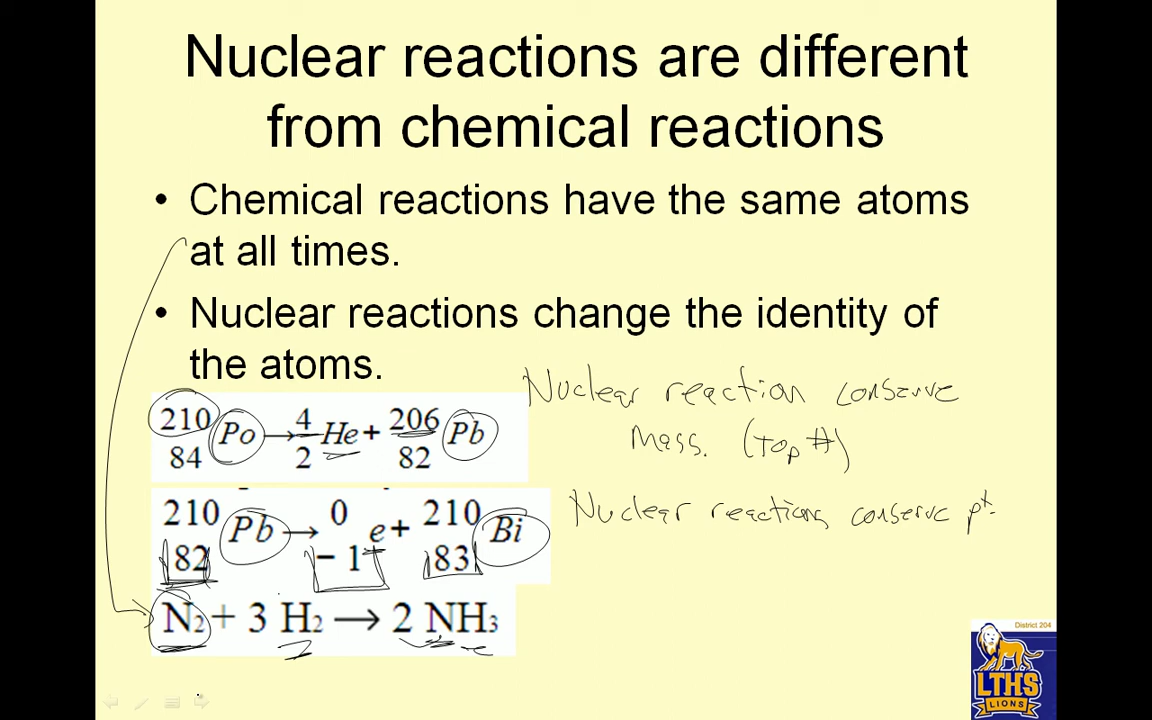 Nuclear reactions are different
from chemical reactions
• Chemical reactions have the same atoms
at all times.
• Nuclear reactions change the identity of
the atoms.
Nuclear reaction conserve
mass. (top #)
210 4 206
Po → He + Pb
84 2 82
Nuclear reactions conserve p+
210 0 210
Pb → e + Bi
82 -1 83
N2 + 3 H2 → 2 NH3
District 204
LTHS
LIONS